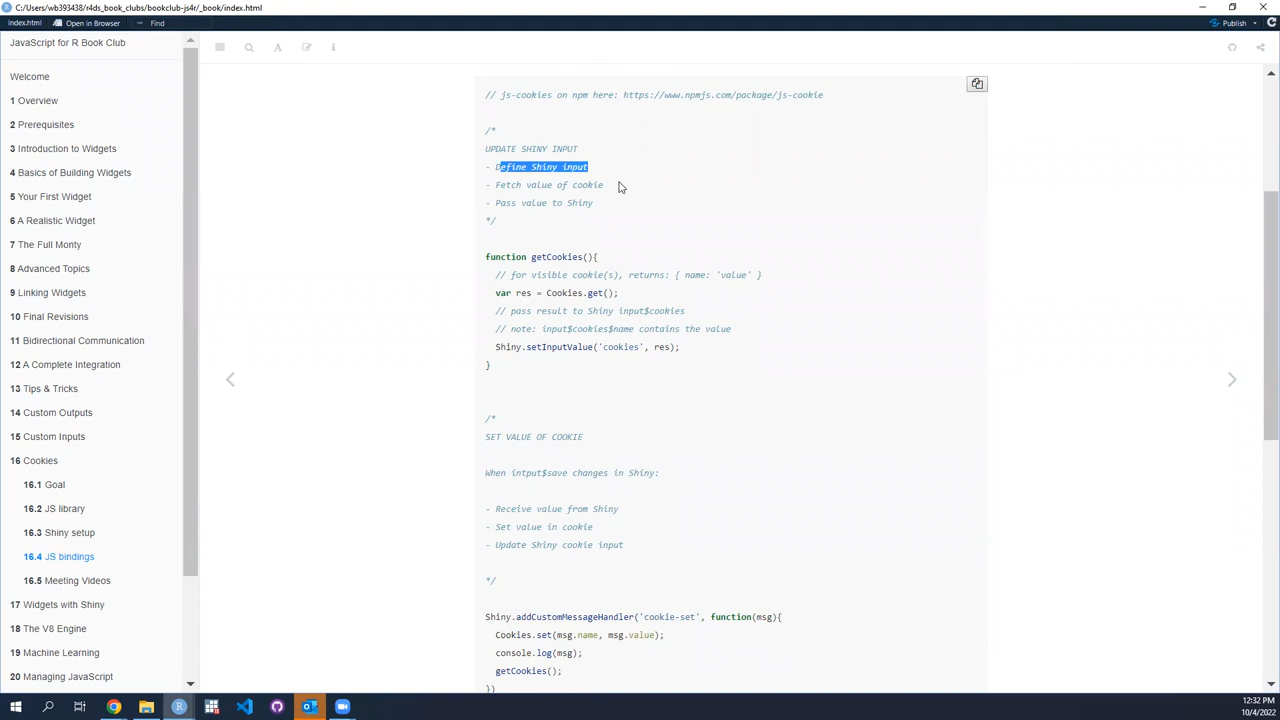 C:/Users/wb393438/r4ds_book_clubs/bookclub-js4r/_book/index.html
index.html
Open in Browser
Find
Publish
JavaScript for R Book Club
Welcome
1 Overview
2 Prerequisites
3 Introduction to Widgets
4 Basics of Building Widgets
5 Your First Widget
6 A Realistic Widget
7 The Full Monty
8 Advanced Topics
9 Linking Widgets
10 Final Revisions
11 Bidirectional Communication
12 A Complete Integration
13 Tips & Tricks
14 Custom Outputs
15 Custom Inputs
16 Cookies
16.1 Goal
16.2 JS library
16.3 Shiny setup
16.4 JS bindings
16.5 Meeting Videos
17 Widgets with Shiny
18 The V8 Engine
19 Machine Learning
20 Managing JavaScript
// js-cookies on npm here: https://www.npmjs.com/package/js-cookie
/*
UPDATE SHINY INPUT
- Define Shiny input
- Fetch value of cookie
- Pass value to Shiny
*/
function getCookies(){
// for visible cookie(s), returns: { name: 'value' }
var res = Cookies.get();
// pass result to Shiny input$cookies
// note: input$cookies$name contains the value
Shiny.setInputValue('cookies', res);
}
/*
SET VALUE OF COOKIE
When intput$save changes in Shiny:
- Receive value from Shiny
- Set value in cookie
- Update Shiny cookie input
*/
Shiny.addCustomMessageHandler('cookie-set', function(msg){
Cookies.set(msg.name, msg.value);
console.log(msg);
getCookies();
})
12:32 PM
10/4/2022